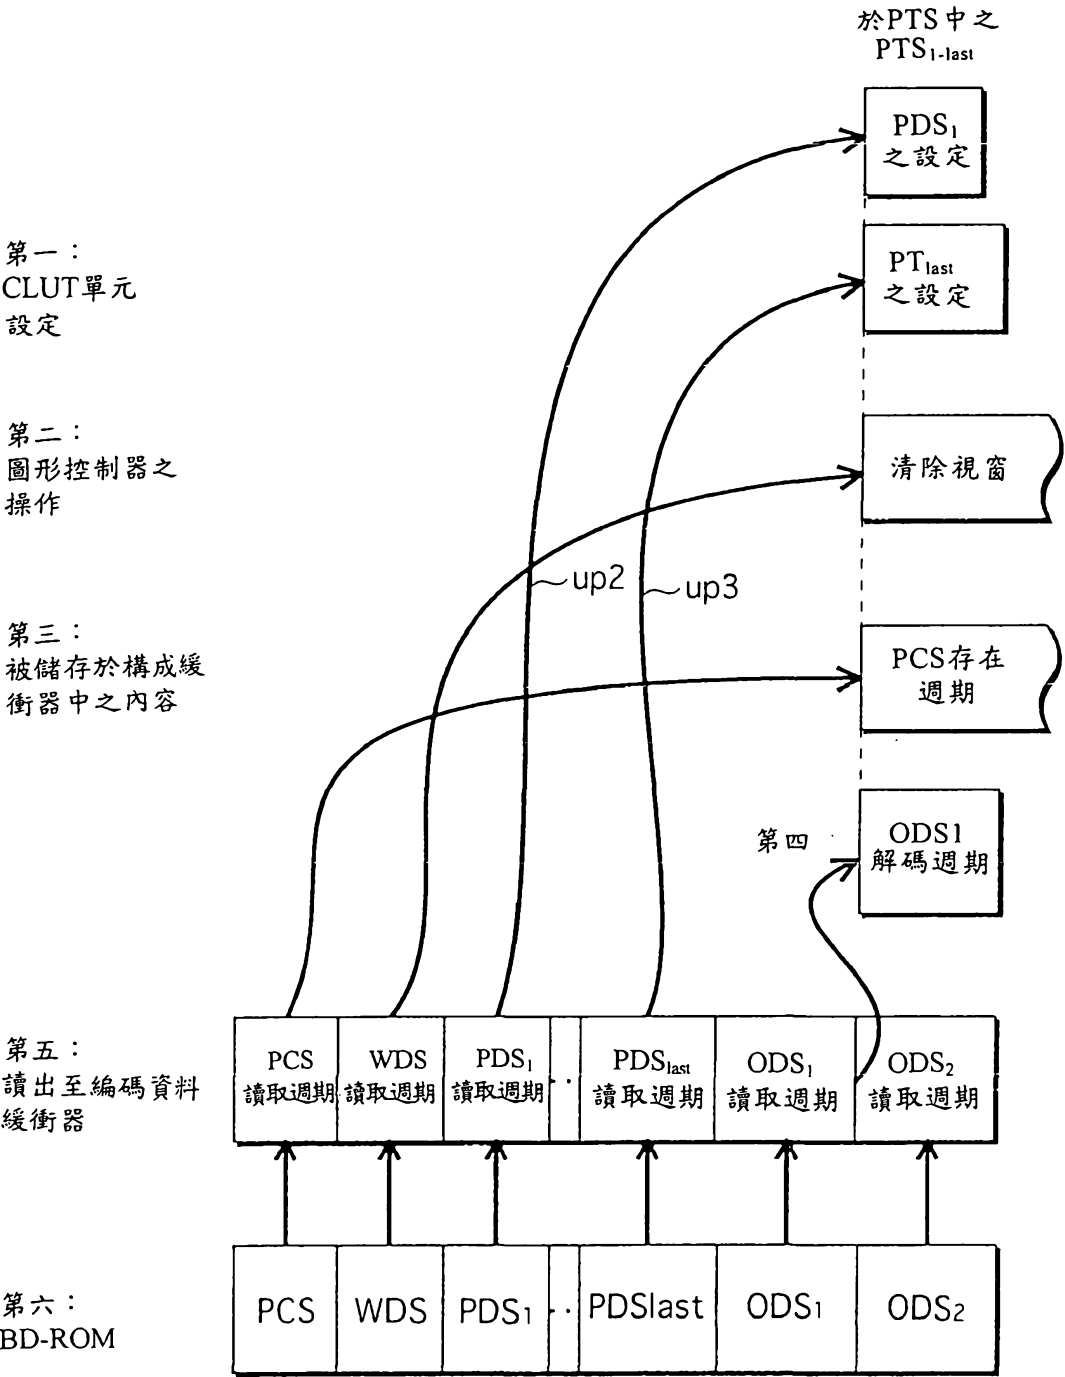 於PTS中之
PTS1-last
PDS1
之設定
第一：
CLUT單元
設定
PTlast
之設定
第二：
圖形控制器之
操作
清除視窗
up2
up3
第三：
被儲存於構成緩
衝器中之內容
PCS存在
週期
第四
ODS1
解碼週期
第五：
讀出至編碼資料
緩衝器
PCS
讀取週期
WDS
讀取週期
PDS1
讀取週期
··
PDSlast
讀取週期
ODS1
讀取週期
ODS2
讀取週期
第六：
BD-ROM
PCS
WDS
PDS1
··
PDSlast
ODS1
ODS2